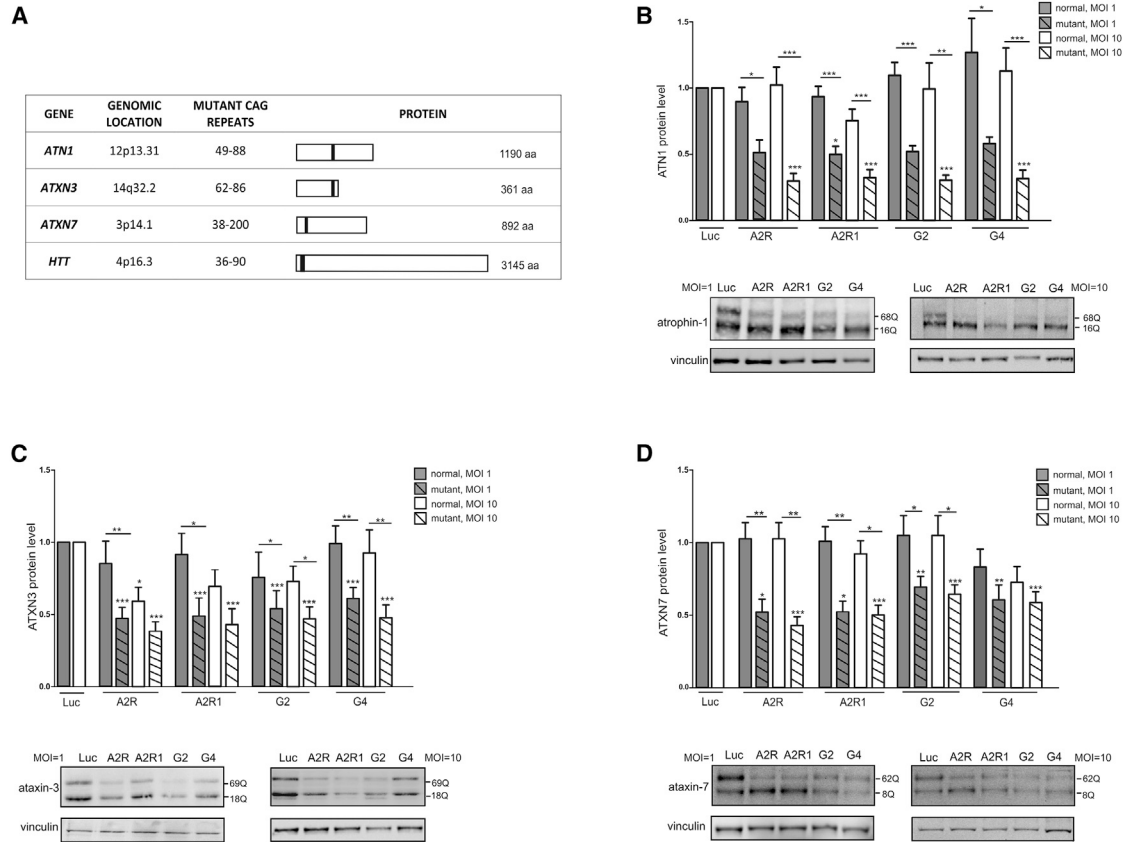 A
GENE GENOMIC LOCATION MUTANT CAG REPEATS PROTEIN
ATN1 12p13.31 49-88 1190 aa
ATXN3 14q32.2 62-86 361 aa
ATXN7 3p14.1 38-200 892 aa
HTT 4p16.3 36-90 3145 aa
B
normal, MOI 1
mutant, MOI 1
normal, MOI 10
mutant, MOI 10
ATN1 protein level
1.5
1.0
0.5
0.0
* *** *** *** *** ** * ***
*** * *** *** ***
Luc A2R A2R1 G2 G4
MOI=1 Luc A2R A2R1 G2 G4 Luc A2R A2R1 G2 G4 MOI=10
atrophin-1 68Q 16Q 68Q 16Q
vinculin
C
normal, MOI 1
mutant, MOI 1
normal, MOI 10
mutant, MOI 10
ATXN3 protein level
1.5
1.0
0.5
0.0
** * * * ** **
*** * *** *** *** *** *** *** ***
Luc A2R A2R1 G2 G4
MOI=1 Luc A2R A2R1 G2 G4 Luc A2R A2R1 G2 G4 MOI=10
ataxin-3 69Q 18Q 69Q 18Q
vinculin
D
normal, MOI 1
mutant, MOI 1
normal, MOI 10
mutant, MOI 10
ATXN7 protein level
1.5
1.0
0.5
0.0
** ** ** * * *
* *** * *** ** *** ** ***
Luc A2R A2R1 G2 G4
MOI=1 Luc A2R A2R1 G2 G4 Luc A2R A2R1 G2 G4 MOI=10
ataxin-7 62Q 8Q 62Q 8Q
vinculin